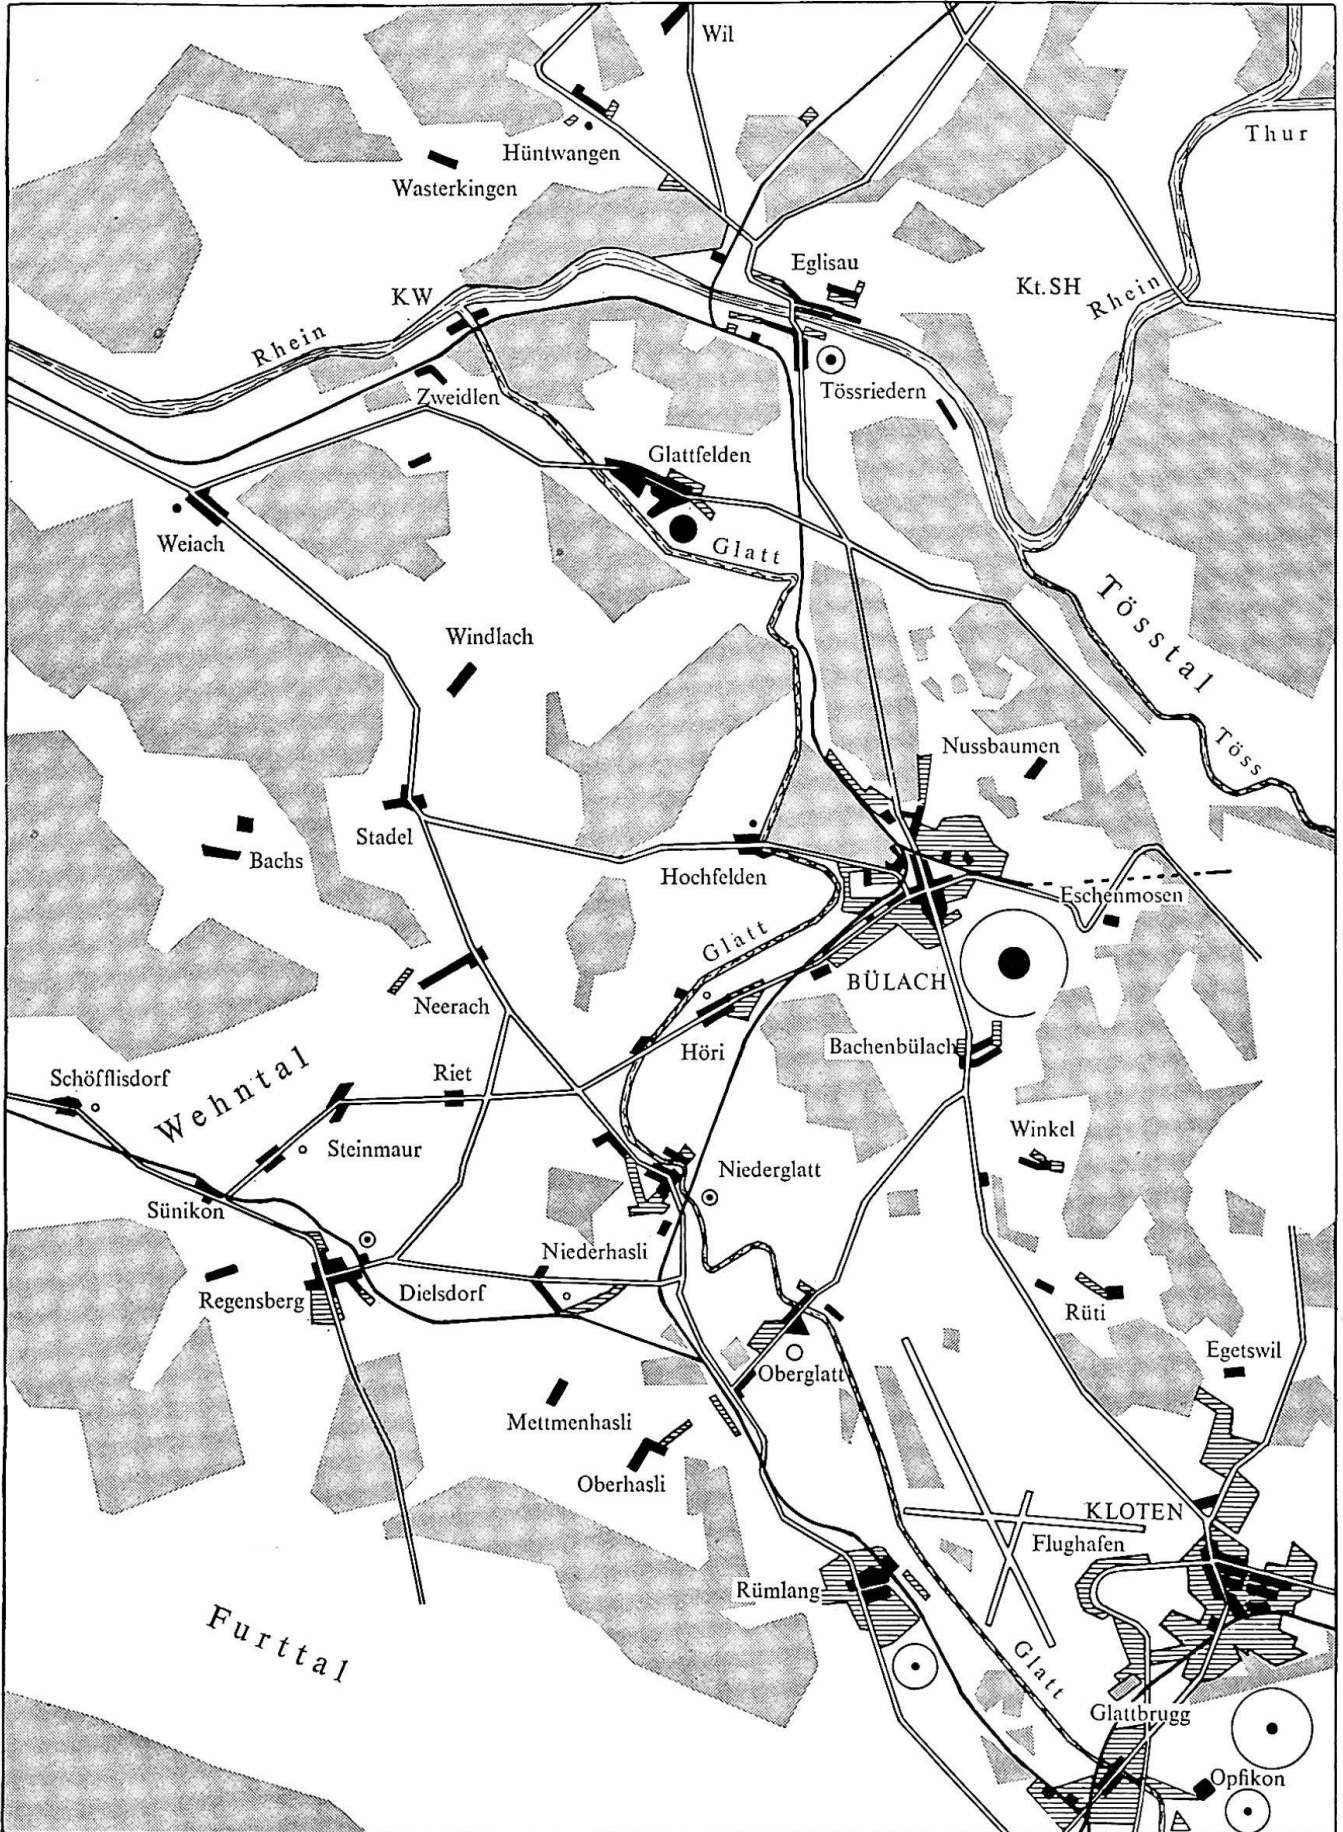 Wil
Thur
Hüntwangen
Wasterkingen
Eglisau
Kt.SH
Rhein
KW
Rhein
Zweidlen
Tössriedern
Glattfelden
Weiach
Glatt
Tösstal
Windlach
Töss
Nussbaumen
Stadel
Bachs
Hochfelden
Eschenmosen
Glatt
BÜLACH
Neerach
Höri
Bachenbülach
Schöfflisdorf
Wehntal
Riet
Steinmaur
Winkel
Niederglatt
Sünikon
Niederhasli
Dielsdorf
Regensberg
Rüti
Egetswil
Oberglatt
Mettmenhasli
Oberhasli
KLOTEN
Flughafen
Rümlang
Furttal
Glatt
Glattbrugg
Opfikon